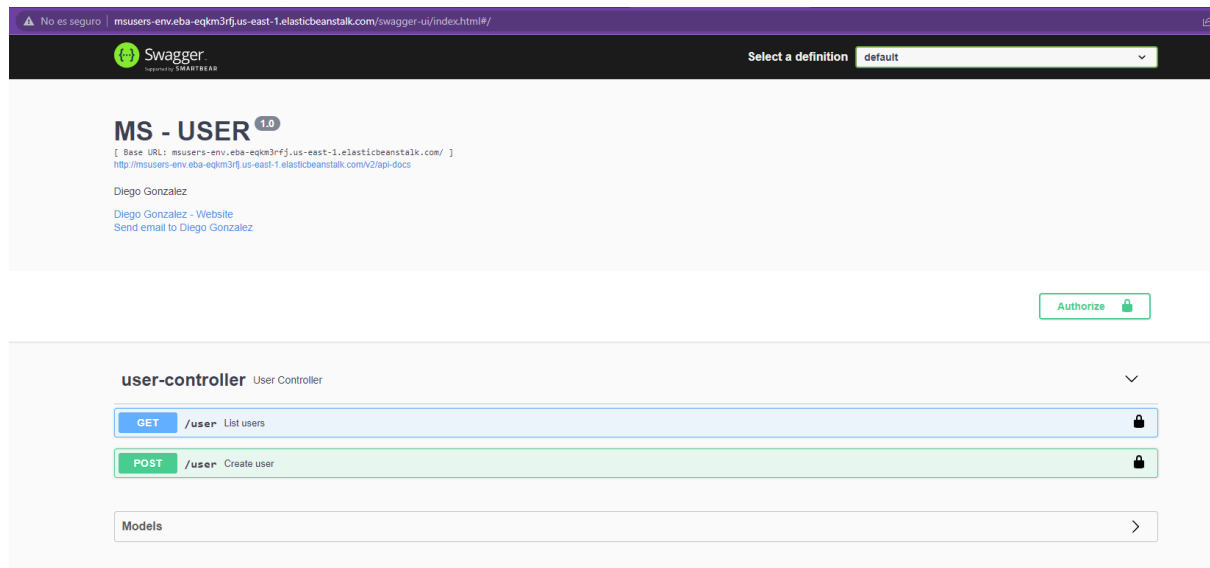 No es seguro | msusers-env.eba-eqkm3rfj.us-east-1.elasticbeanstalk.com/swagger-ui/index.html#/
Swagger.
Supported by SMARTBEAR
Select a definition default
MS - USER 1.0
[ Base URL: msusers-env.eba-eqkm3rfj.us-east-1.elasticbeanstalk.com/ ]
http://msusers-env.eba-eqkm3rfj.us-east-1.elasticbeanstalk.com/v2/api-docs
Diego Gonzalez
Diego Gonzalez - Website
Send email to Diego Gonzalez
Authorize
user-controller User Controller
GET /user List users
POST /user Create user
Models